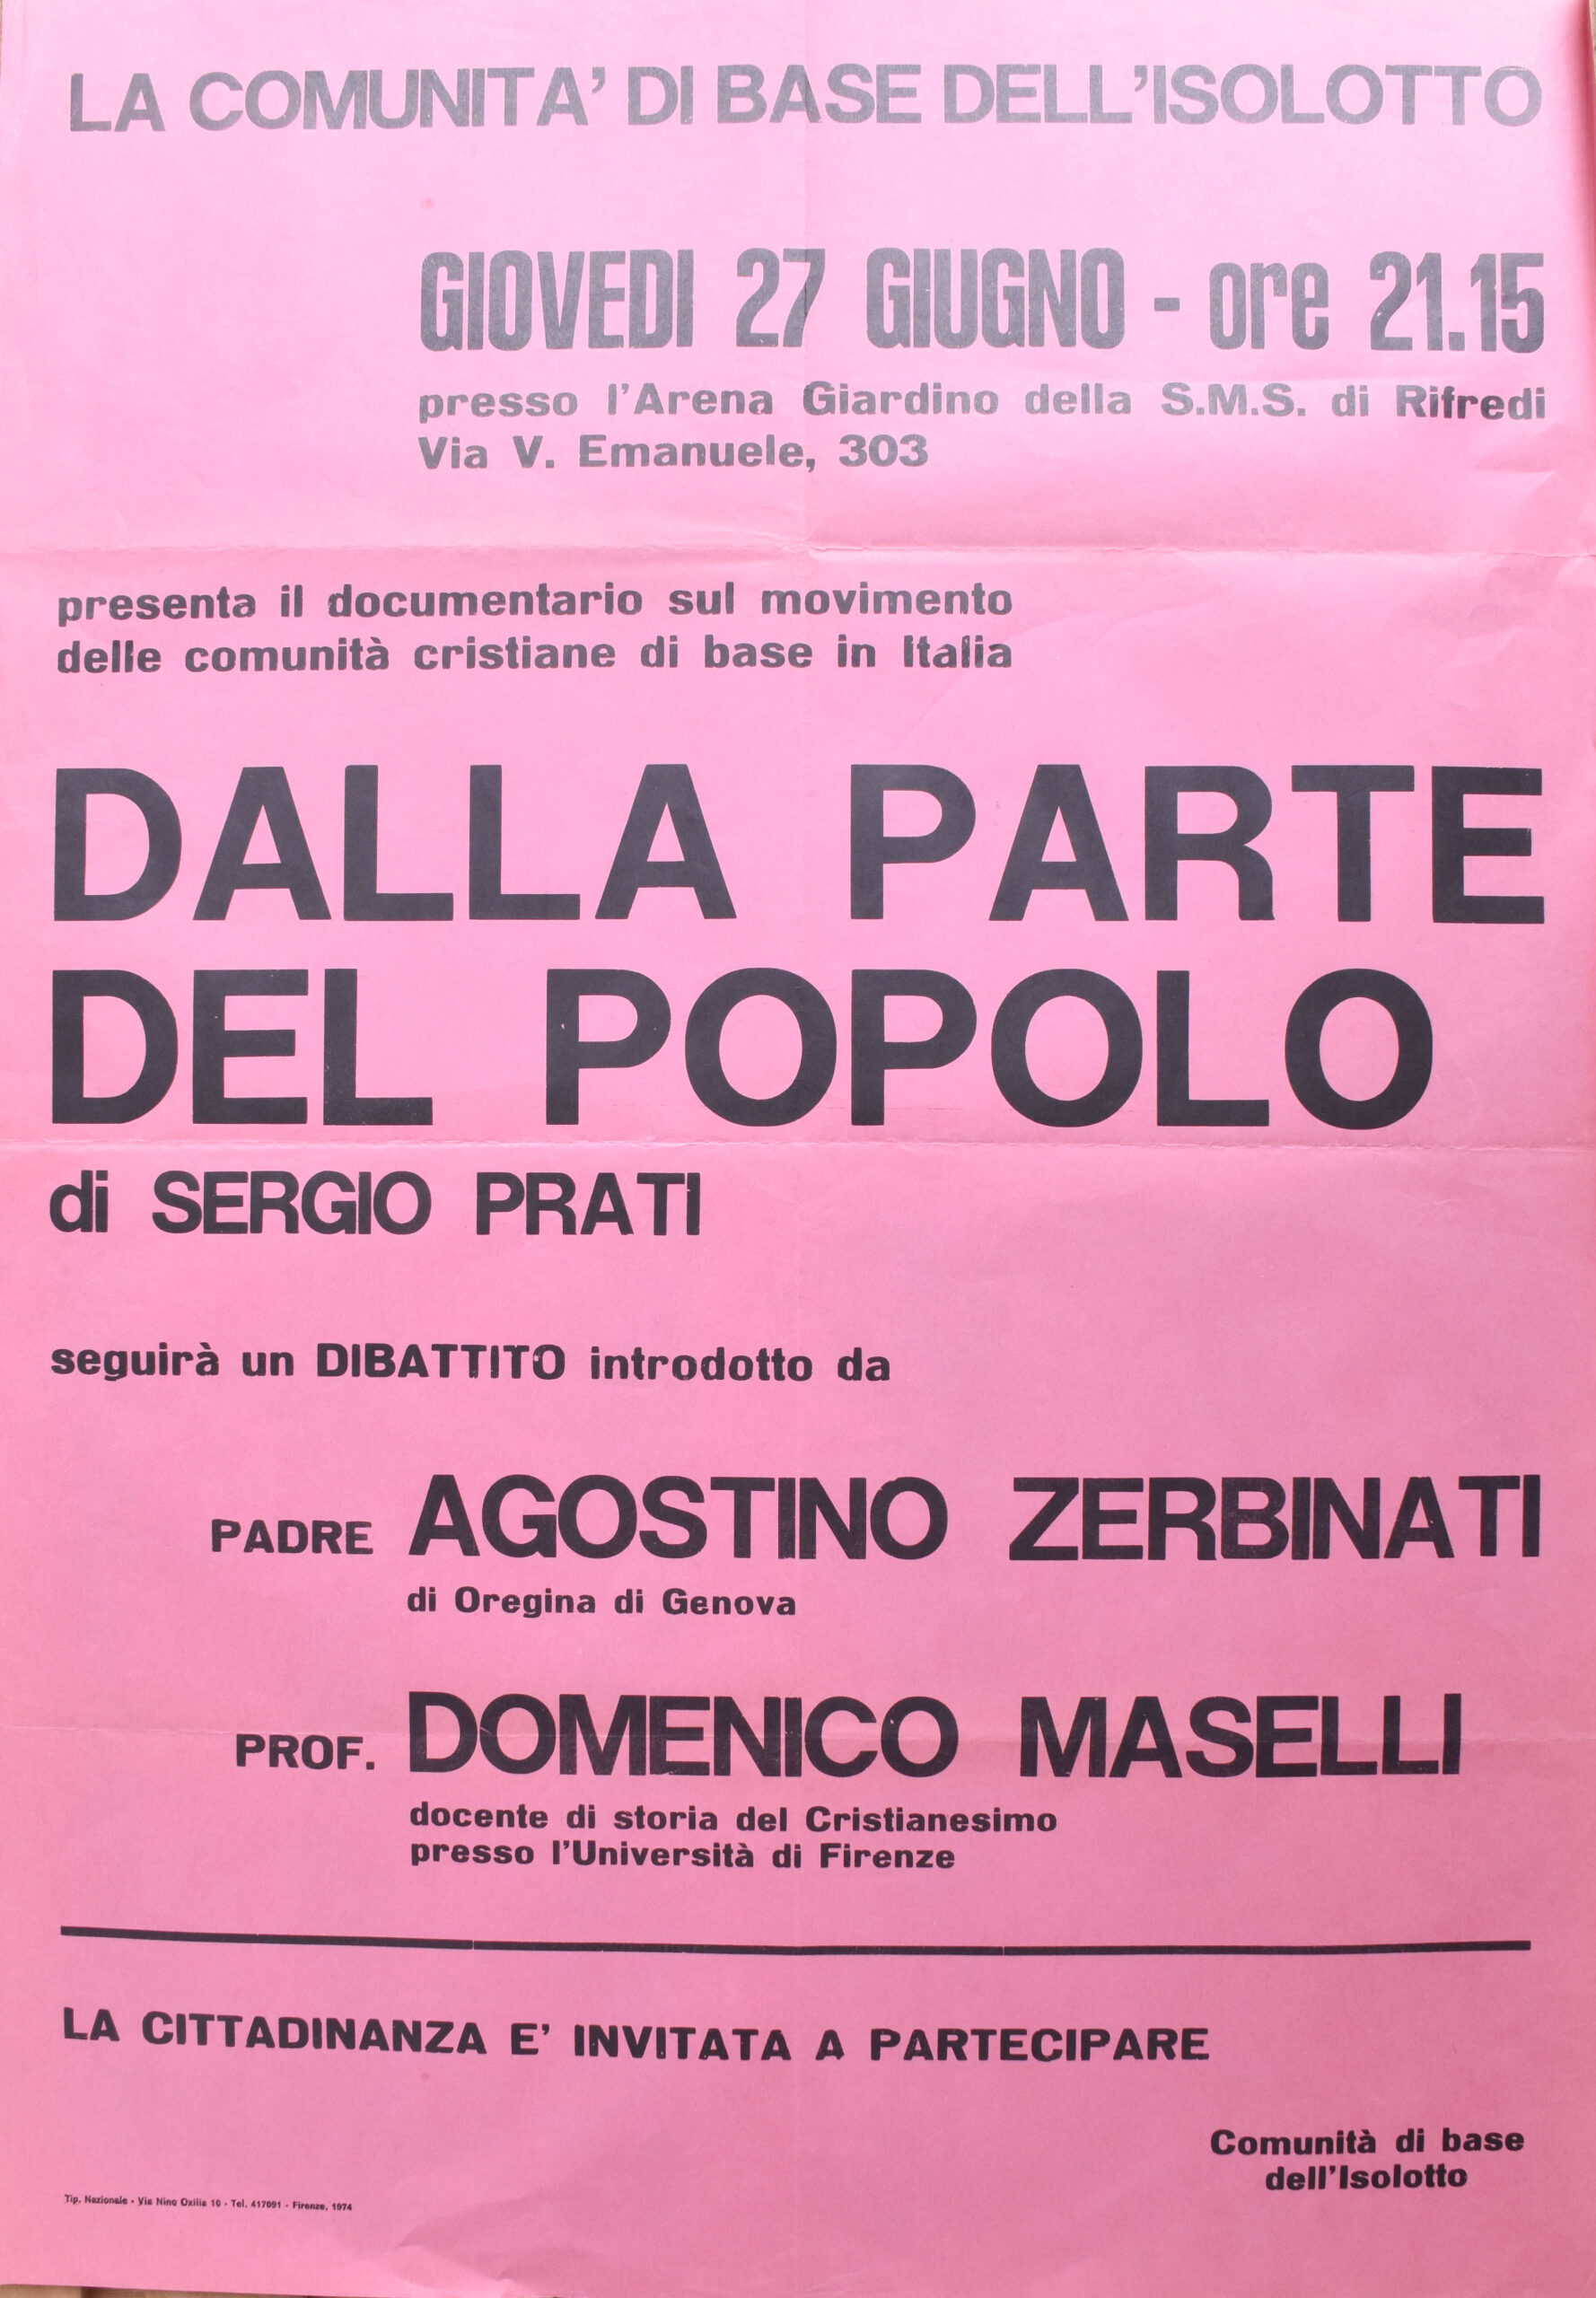 LA COMUNITA' DI BASE DELL'ISOLOTTO
GIOVEDI 27 GIUGNO - ore 21.15
presso l'Arena Giardino della S.M.S. di Rifredi
Via V. Emanuele, 303
presenta il documentario sul movimento
delle comunità cristiane di base in Italia
DALLA PARTE
DEL POPOLO
di SERGIO PRATI
seguirà un DIBATTITO introdotto da
PADRE AGOSTINO ZERBINATI
di Oregina di Genova
PROF. DOMENICO MASELLI
docente di storia del Cristianesimo
presso l'Università di Firenze
LA CITTADINANZA E' INVITATA A PARTECIPARE
Comunità di base
dell'Isolotto
Tip. Nazionale - Via Nino Oxilia 10 - Tel. 417091 - Firenze, 1974